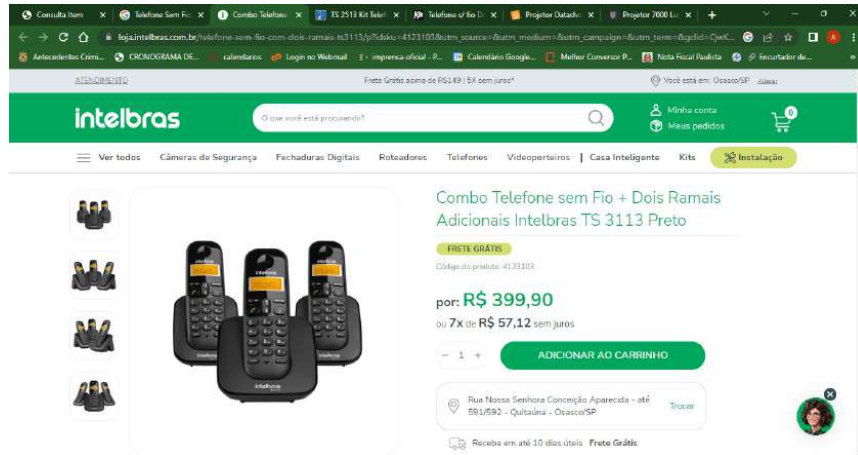 Consulta Item
Telefone Sem Fio
Combo Telefone
TS 2513 Kit Telefo
Telefone s/ fio D
Projetor Datasho
Projetor 7000 Lu
loja.intelbras.com.br/telefone-sem-fio-com-dois-ramais-ts3113/p?idsku=4123103&utm_source=&utm_medium=&utm_campaign=&utm_term=&gclid=CjwK...
Antecedentes Crimi...
CRONOGRAMA DE...
calendarios
Login no Webmail
imprensa-oficial - P...
Calendário Google...
Melhor Conversor P...
Nota Fiscal Paulista
Encurtador de...
ATENDIMENTO
Frete Grátis acima de R$149 | 5X sem juros*
Você está em: Osasco/SP Alterar
intelbras
O que você está procurando?
Minha conta
Meus pedidos
0
Ver todos Câmeras de Segurança Fechaduras Digitais Roteadores Telefones Videoporteiros | Casa Inteligente Kits Instalação
Combo Telefone sem Fio + Dois Ramais
Adicionais Intelbras TS 3113 Preto
FRETE GRÁTIS
Código do produto: 4123103
por: R$ 399,90
ou 7x de R$ 57,12 sem juros
- 1 +
ADICIONAR AO CARRINHO
Rua Nossa Senhora Conceição Aparecida - até
591/592 - Quitaúna - Osasco/SP
Trocar
Receba em até 10 dias úteis Frete Grátis
intelbras